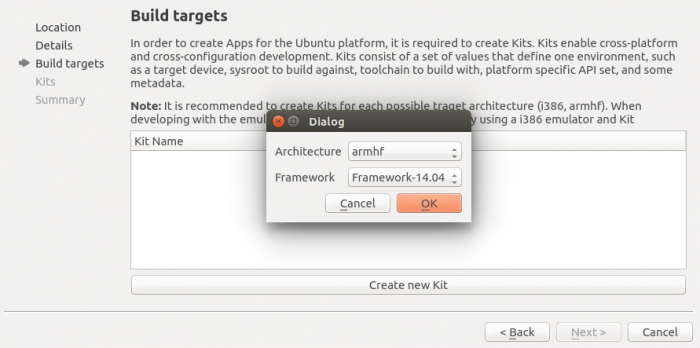 Location
Details
Build targets
Kits
Summary
Build targets
In order to create Apps for the Ubuntu platform, it is required to create Kits. Kits enable cross-platform
and cross-configuration development. Kits consist of a set of values that define one environment, such
as a target device, sysroot to build against, toolchain to build with, platform specific API set, and some
metadata.
Note: It is recommended to create Kits for each possible traget architecture (i386, armhf). When
developing with the emul y using a i386 emulator and Kit
Kit Name
Dialog
Architecture armhf
Framework Framework-14.04
Cancel OK
Create new Kit
< Back Next > Cancel